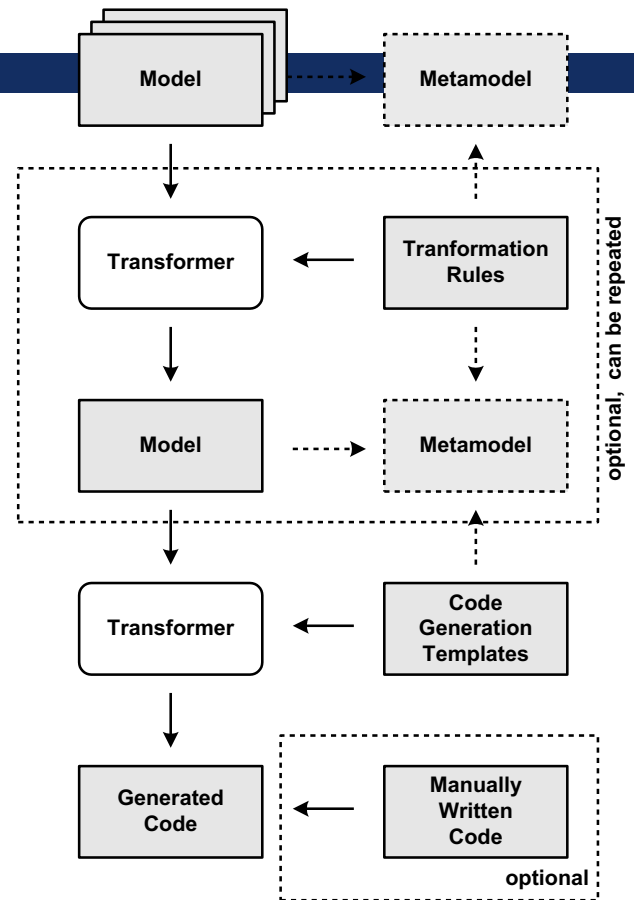 Model
Metamodel
Transformer
Tranformation
Rules
optional, can be repeated
Model
Metamodel
Transformer
Code
Generation
Templates
Generated
Code
Manually
Written
Code
optional